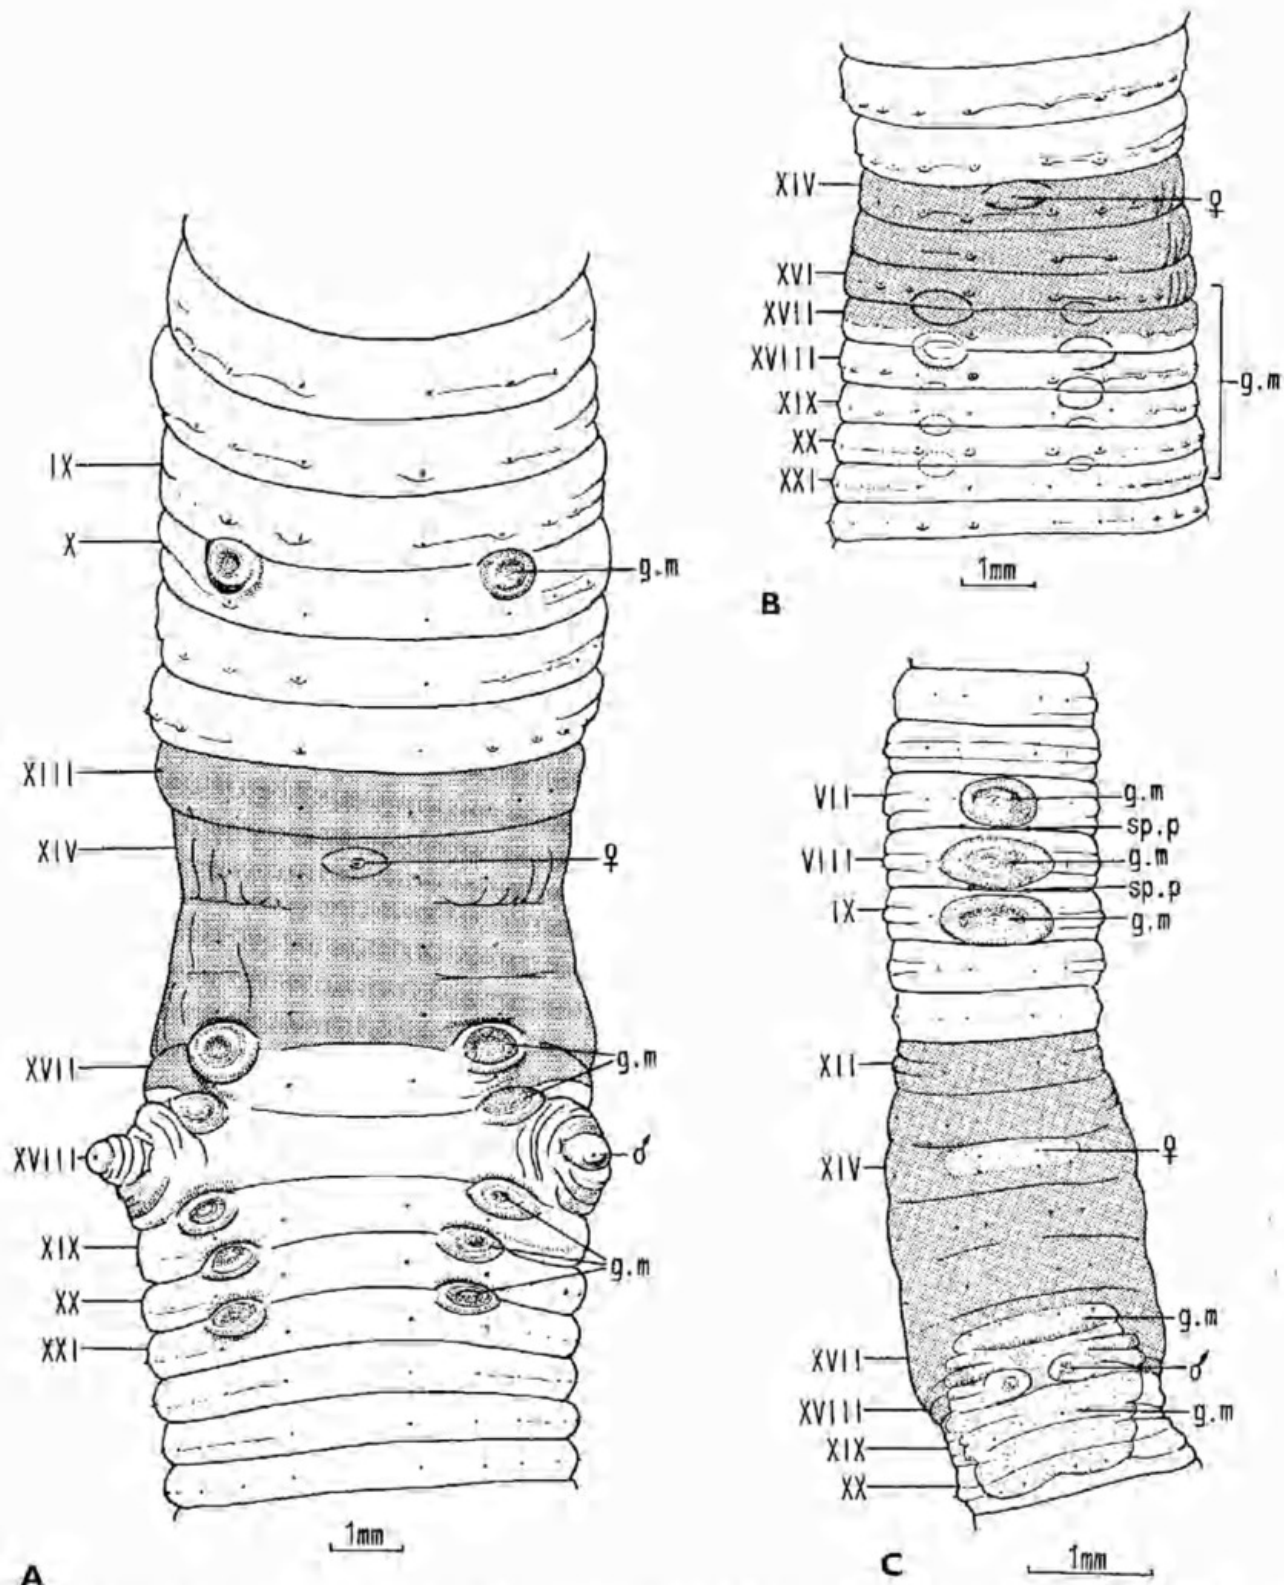 IX
X
g.m
XIII
XIV
♀
XVII
g.m
XVIII
♂
XIX
g.m
XX
XXI
1mm
A
XIV
♀
XVI
XVII
XVIII
g.m
XIX
XX
XXI
1mm
B
VII
g.m
sp.p
VIII
g.m
sp.p
IX
g.m
XII
XIV
♀
g.m
XVII
♂
XVIII
g.m
XIX
XX
1mm
C